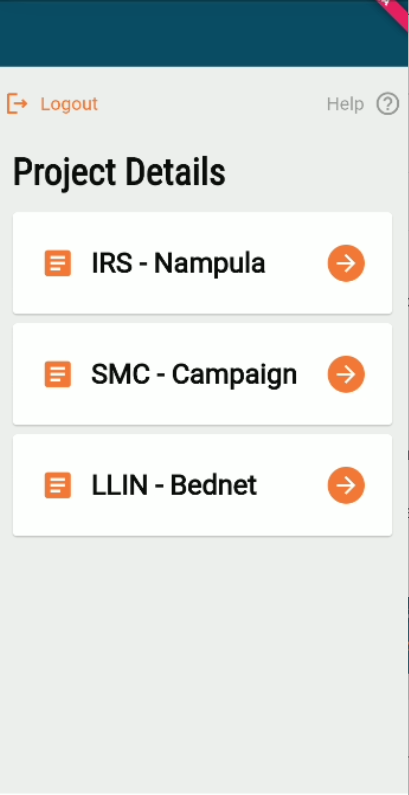 Logout
Help
Project Details
IRS - Nampula
SMC - Campaign
LLIN - Bednet